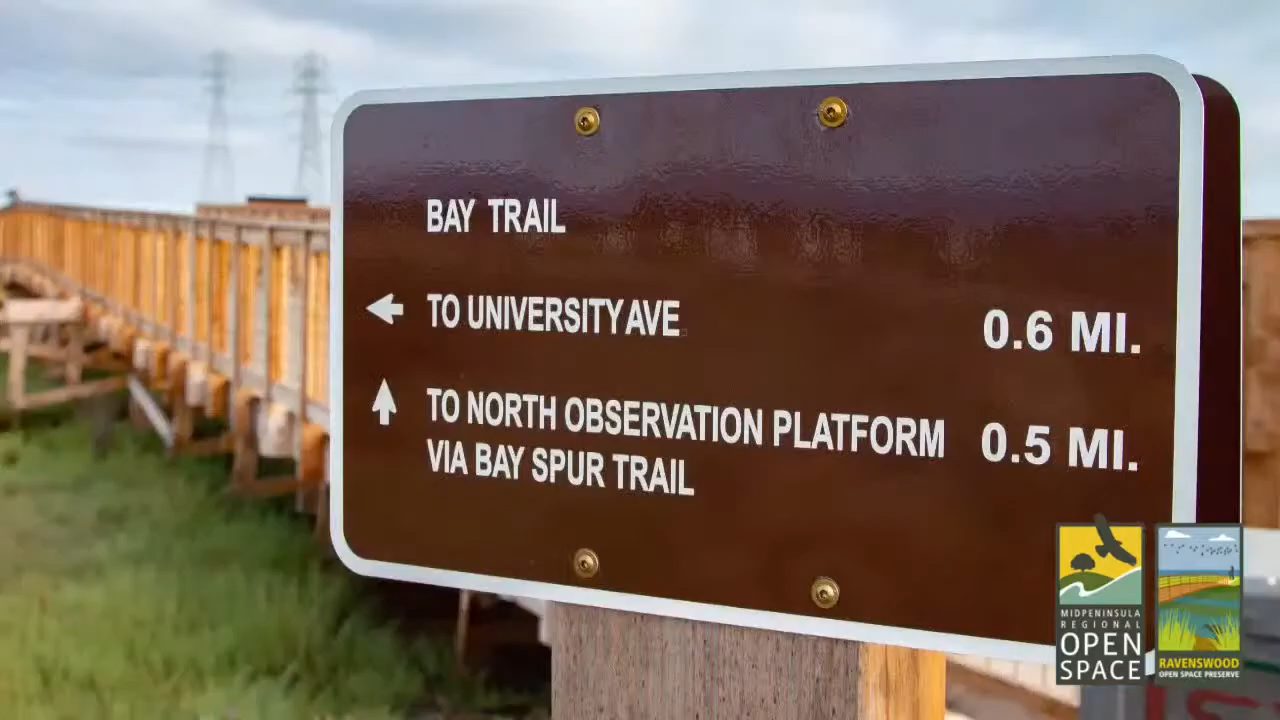 BAY TRAIL
TO UNIVERSITY AVE
0.6 MI.
TO NORTH OBSERVATION PLATFORM
0.5 MI.
VIA BAY SPUR TRAIL
MIDPENINSULA
REGIONAL
OPEN
SPACE
RAVENSWOOD
OPEN SPACE PRESERVE